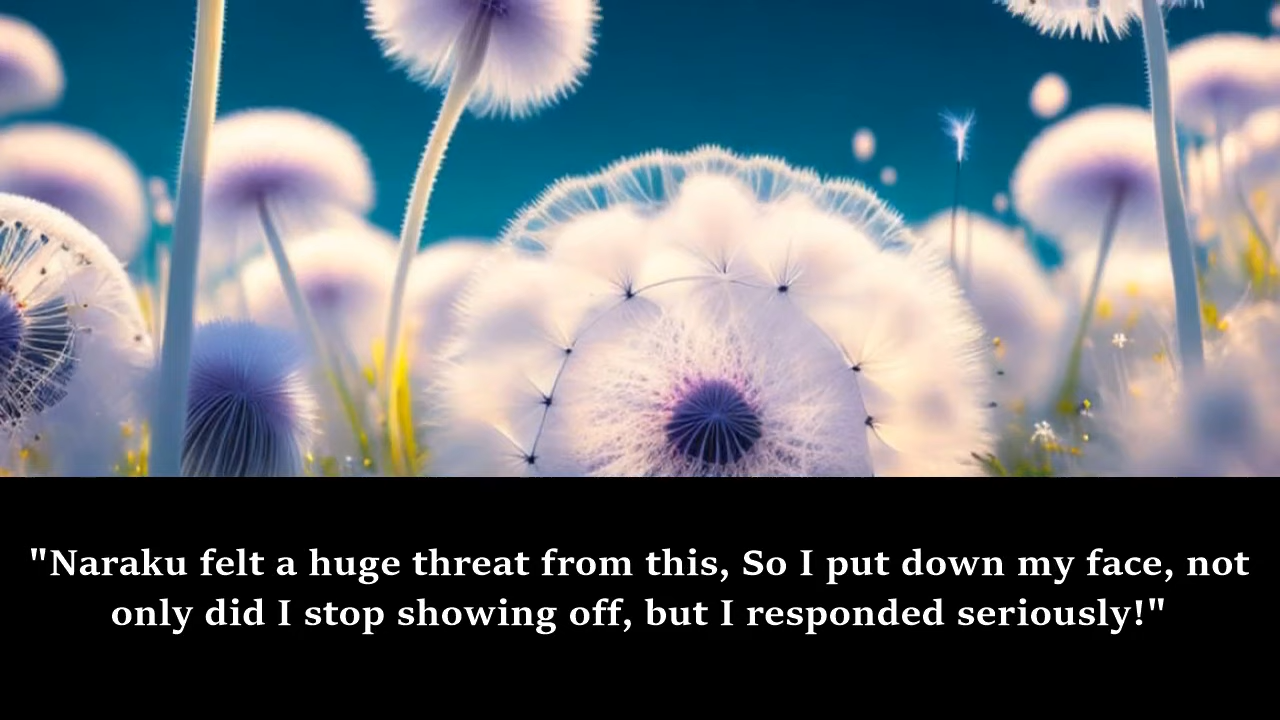 "Naraku felt a huge threat from this, So I put down my face, not
only did I stop showing off, but I responded seriously!"